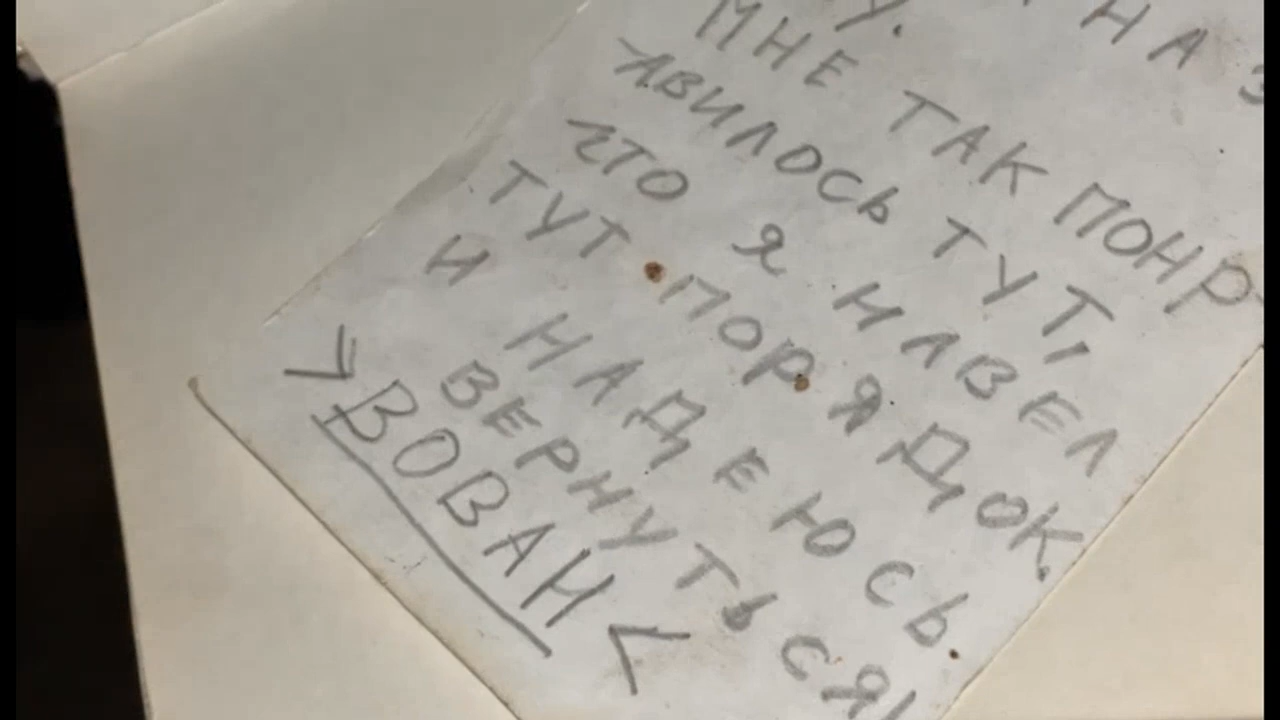 МНЕ ТАК ПОНР-
АВИЛОСЬ ТУТ,
ЧТО Я НАВЕЛ
ТУТ ПОРЯДОК.
И НАДЕЮСЬ.
ВЕРНУТЬСЯ!
>ВОВАН<